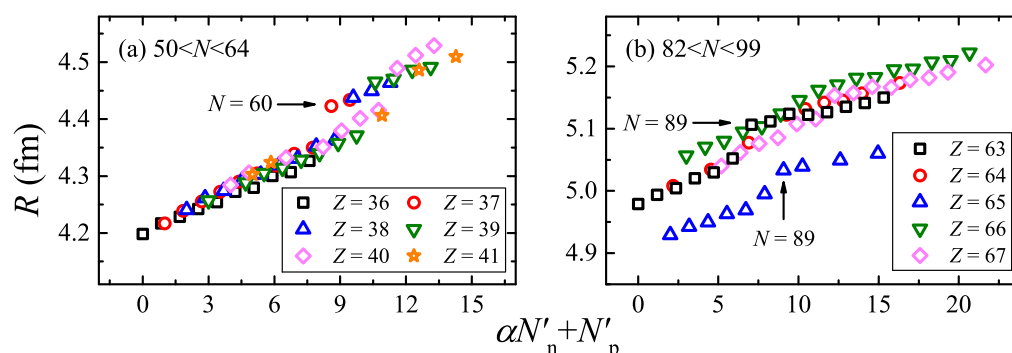 R (fm)
(a) 50<N<64
4.5
4.4
4.3
4.2
N = 60
Z = 36
Z = 37
Z = 38
Z = 39
Z = 40
Z = 41
0 3 6 9 12 15
(b) 82<N<99
5.2
5.1
5.0
4.9
N = 89
N = 89
Z = 63
Z = 64
Z = 65
Z = 66
Z = 67
0 5 10 15 20
αN′n+N′p